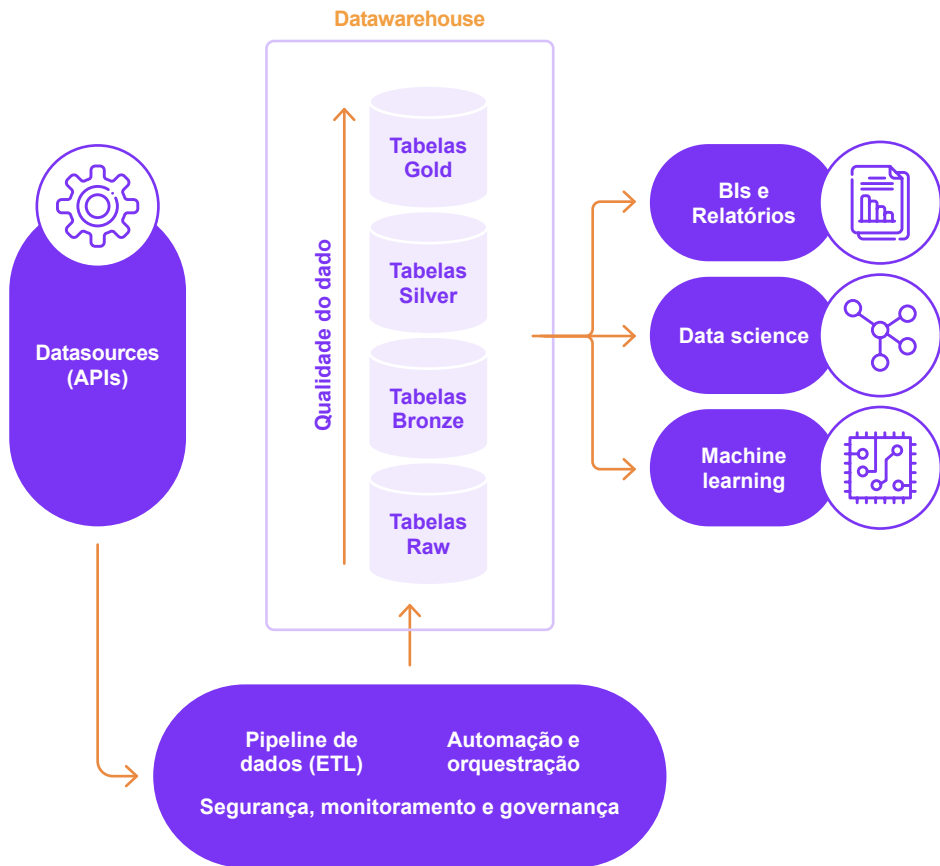 Datawarehouse
Datasources
(APIs)
Qualidade do dado
Tabelas
Gold
Tabelas
Silver
Tabelas
Bronze
Tabelas
Raw
BIs e
Relatórios
Data science
Machine
learning
Pipeline de
dados (ETL)
Automação e
orquestração
Segurança, monitoramento e governança